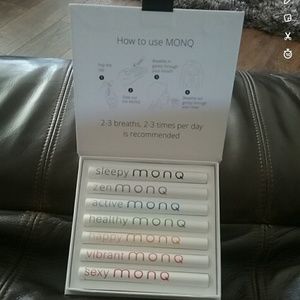 How to use MONQ
2-3 breaths, 2-3 times per day
is recommended
sleepy monq
zen monq
active monq
healthy monq
happy monq
vibrant monq
sexy monq